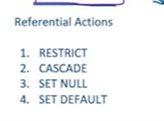 Referential Actions
1. RESTRICT
2. CASCADE
3. SET NULL
4. SET DEFAULT